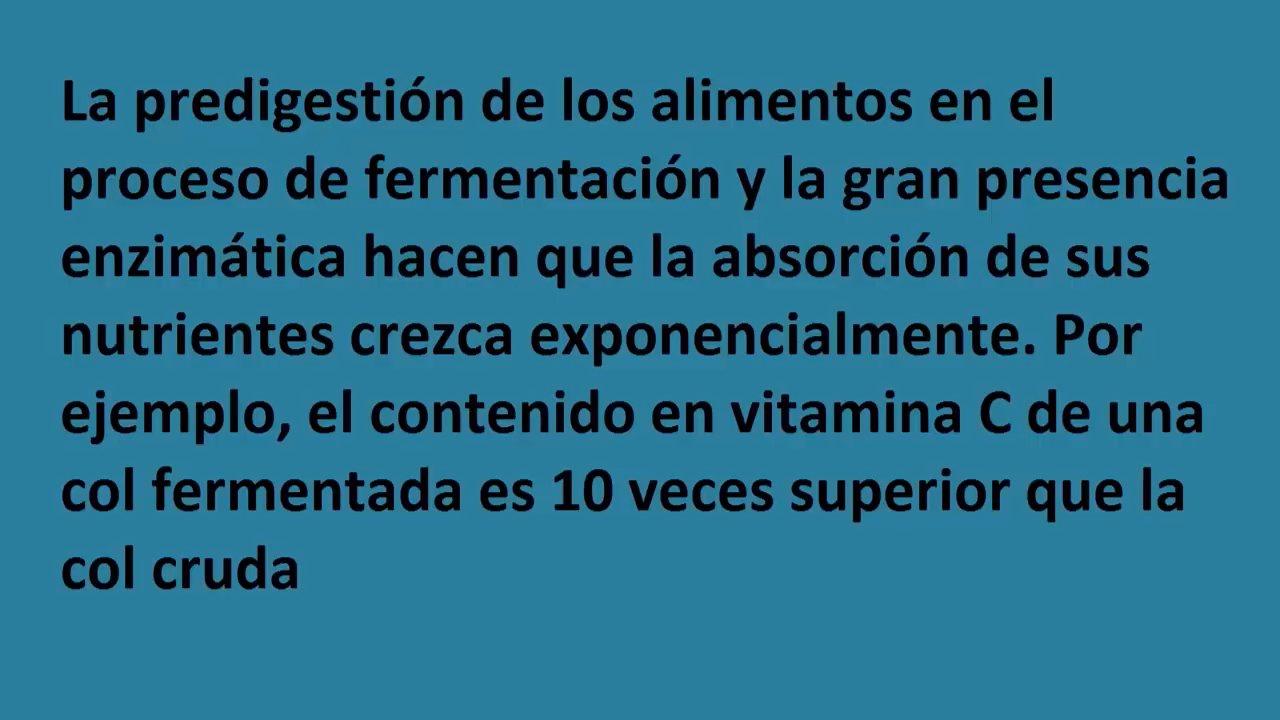 La predigestión de los alimentos en el
proceso de fermentación y la gran presencia
enzimática hacen que la absorción de sus
nutrientes crezca exponencialmente. Por
ejemplo, el contenido en vitamina C de una
col fermentada es 10 veces superior que la
col cruda